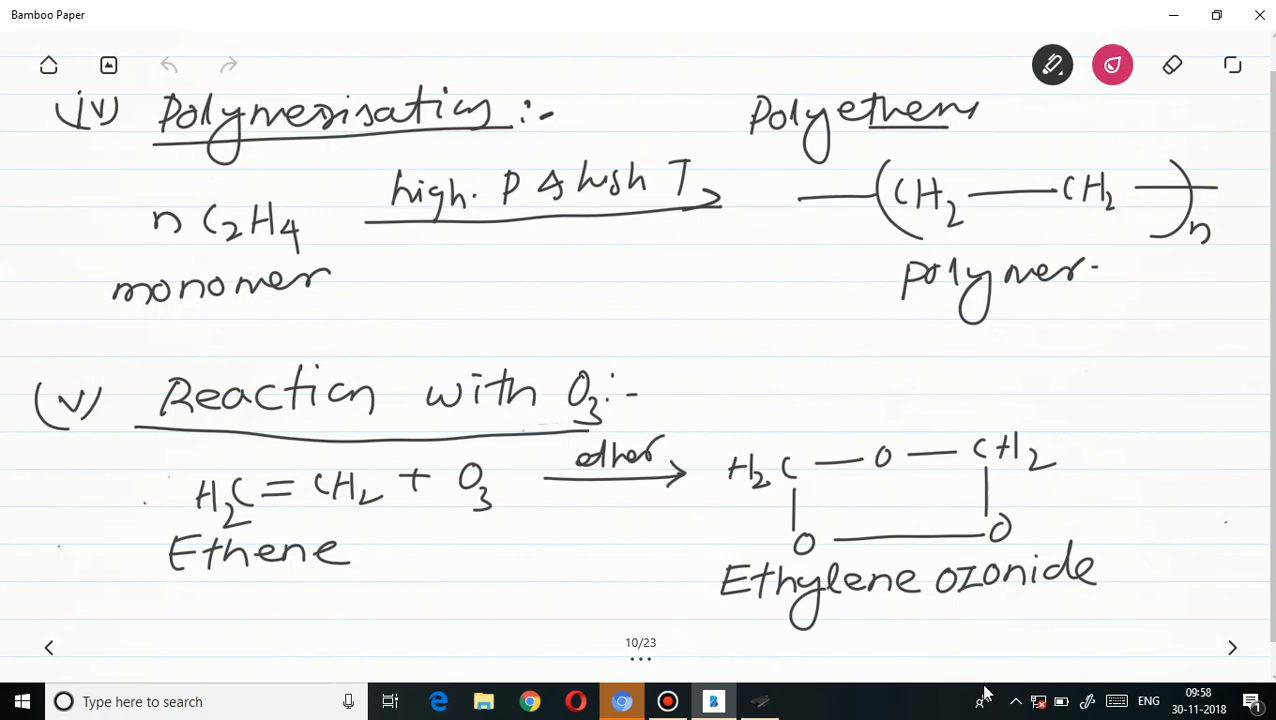 Bamboo Paper
(iv) Polymerisation :-
Polyethene
n C2H4 high. P & high T
( CH2 — CH2 )n
monomer
polymer.
(v) Reaction with O3 :-
H2C = CH2 + O3 ether H2C — O — CH2
O — O
Ethene
Ethylene ozonide
10/23
Type here to search
ENG
09:58
30-11-2018
1